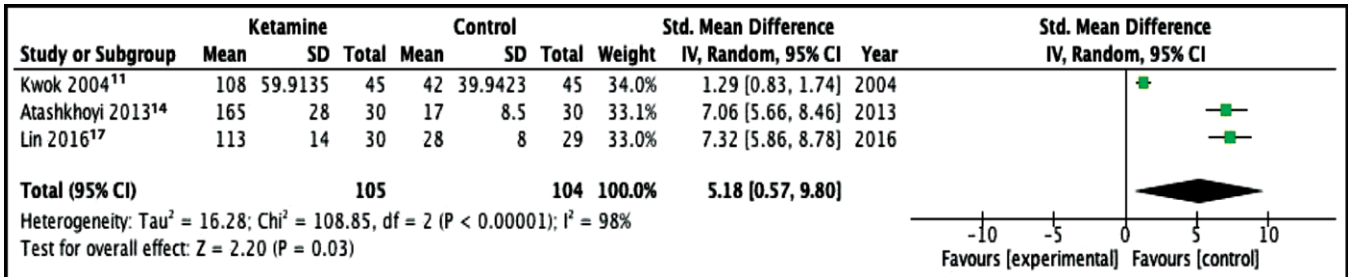 Ketamine Control Std. Mean Difference Std. Mean Difference
Study or Subgroup Mean SD Total Mean SD Total Weight IV, Random, 95% CI Year IV, Random, 95% CI
Kwok 2004¹¹ 108 59.9135 45 42 39.9423 45 34.0% 1.29 [0.83, 1.74] 2004
Atashkhoyi 2013¹⁴ 165 28 30 17 8.5 30 33.1% 7.06 [5.66, 8.46] 2013
Lin 2016¹⁷ 113 14 30 28 8 29 33.0% 7.32 [5.86, 8.78] 2016
Total (95% CI) 105 104 100.0% 5.18 [0.57, 9.80]
Heterogeneity: Tau² = 16.28; Chi² = 108.85, df = 2 (P < 0.00001); I² = 98%
Test for overall effect: Z = 2.20 (P = 0.03)
-10 -5 0 5 10
Favours [experimental] Favours [control]